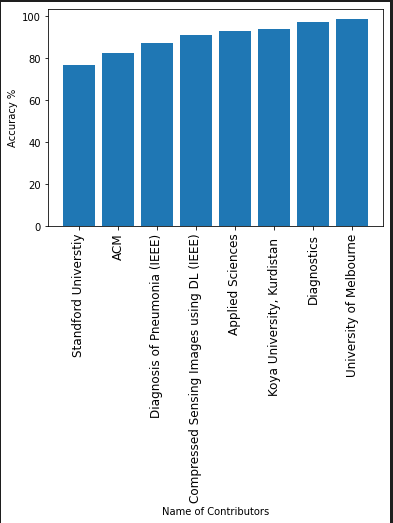 100
80
60
40
20
0
Accuracy %
Standford Universtiy
ACM
Diagnosis of Pneumonia (IEEE)
Compressed Sensing Images using DL (IEEE)
Applied Sciences
Koya University, Kurdistan
Diagnostics
University of Melbourne
Name of Contributors